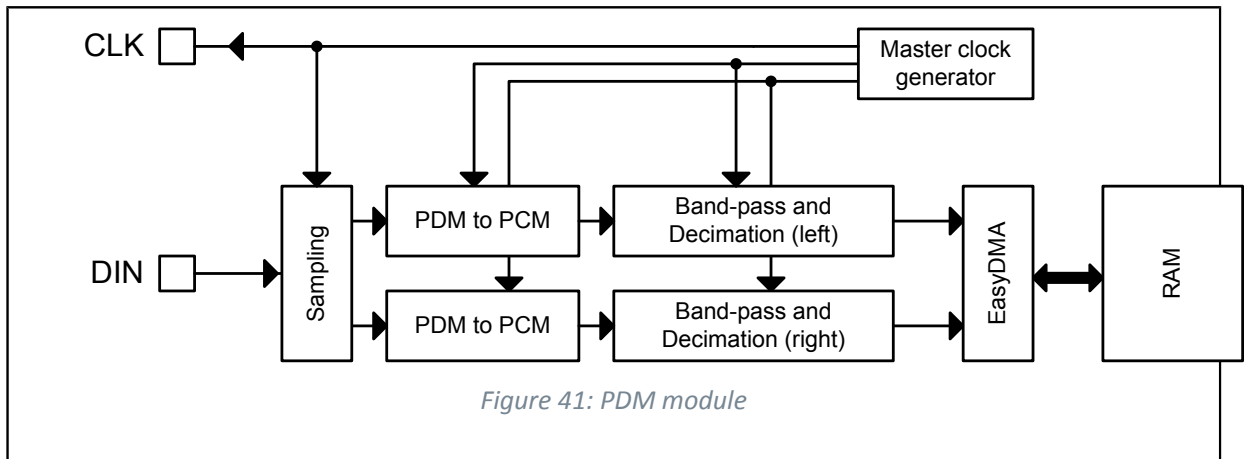 CLK
Master clock
generator
DIN
Sampling
PDM to PCM
Band-pass and
Decimation (left)
PDM to PCM
Band-pass and
Decimation (right)
EasyDMA
RAM
Figure 41: PDM module